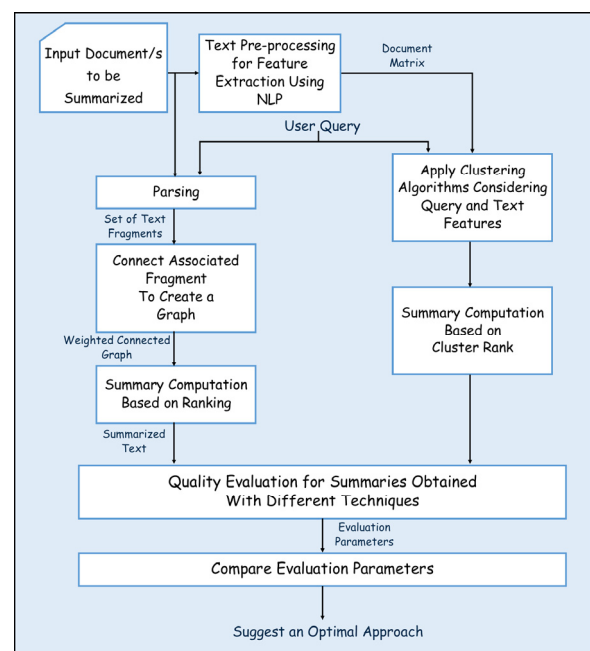 Input Document/s
to be
Summarized
Text Pre-processing
for Feature
Extraction Using
NLP
Document
Matrix
User Query
Parsing
Apply Clustering
Algorithms Considering
Query and Text
Features
Set of Text
Fragments
Connect Associated
Fragment
To Create a
Graph
Summary Computation
Based on
Cluster Rank
Weighted Connected
Graph
Summary Computation
Based on Ranking
Summarized
Text
Quality Evaluation for Summaries Obtained
With Different Techniques
Evaluation
Parameters
Compare Evaluation Parameters
Suggest an Optimal Approach